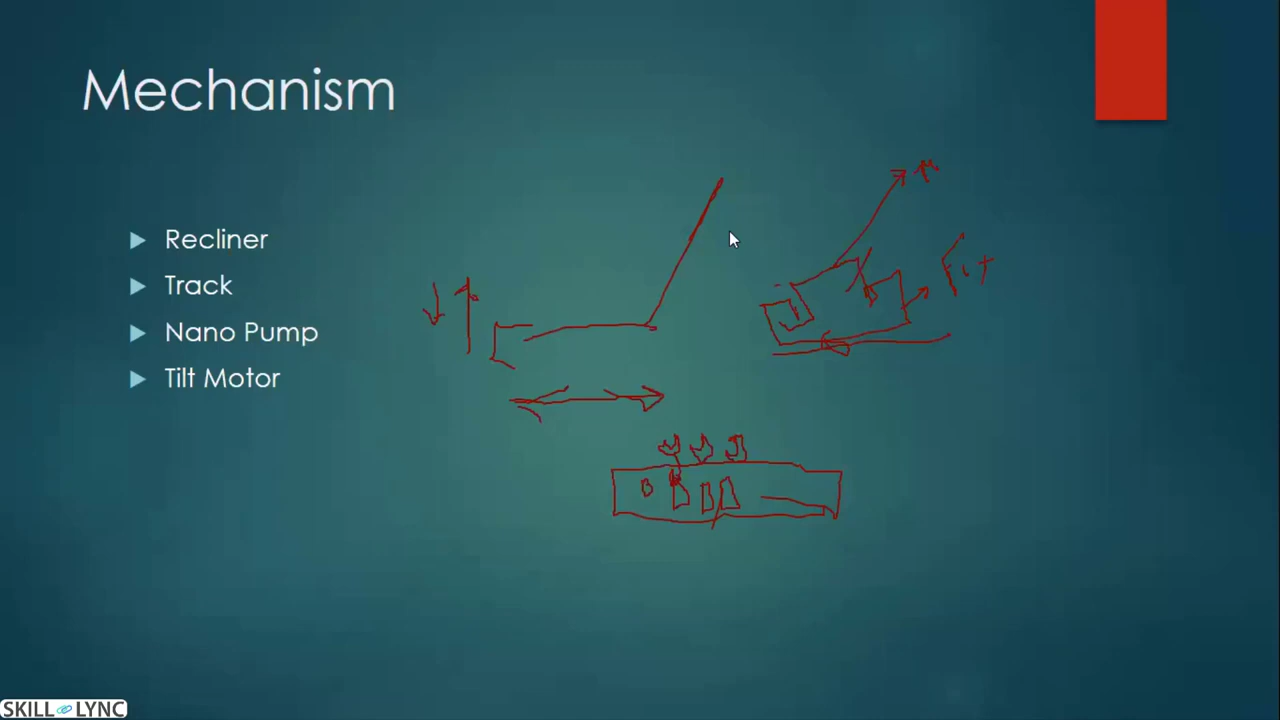 Mechanism
Recliner
Track
Nano Pump
Tilt Motor
SKILL LYNC